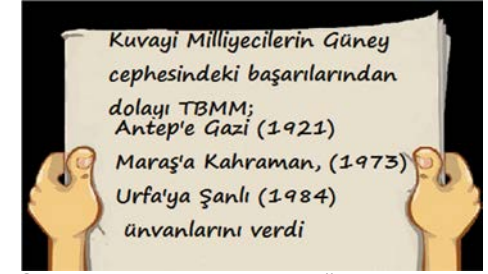 Kuvayi Milliyecilerin Güney
cephesindeki başarılarından
dolayı TBMM;
Antep'e Gazi (1921)
Maraş'a Kahraman, (1973)
Urfa'ya Şanlı (1984)
ünvanlarını verdi